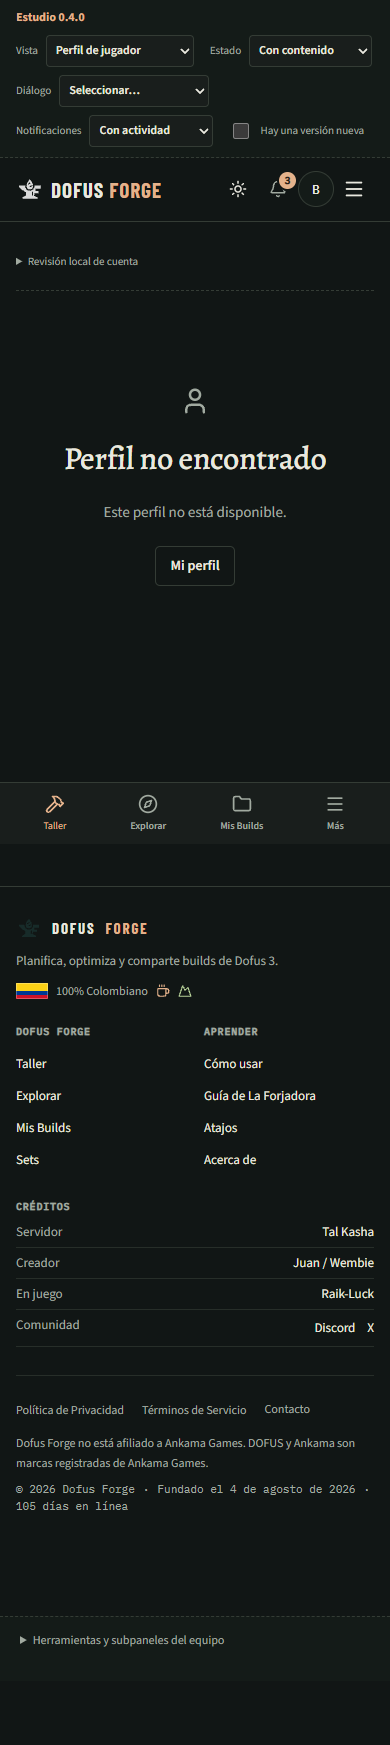 Estudio 0.4.0
Vista Perfil de jugador Estado Con contenido
Diálogo Seleccionar...
Notificaciones Con actividad Hay una versión nueva
DOFUS FORGE 3 B
Revisión local de cuenta
Perfil no encontrado
Este perfil no está disponible.
Mi perfil
Taller Explorar Mis Builds Más
DOFUS FORGE
Planifica, optimiza y comparte builds de Dofus 3.
100% Colombiano
DOFUS FORGE APRENDER
Taller Cómo usar
Explorar Guía de La Forjadora
Mis Builds Atajos
Sets Acerca de
CRÉDITOS
Servidor Tal Kasha
Creador Juan / Wembie
En juego Raik-Luck
Comunidad Discord X
Política de Privacidad Términos de Servicio Contacto
Dofus Forge no está afiliado a Ankama Games. DOFUS y Ankama son
marcas registradas de Ankama Games.
© 2026 Dofus Forge · Fundado el 4 de agosto de 2026 ·
105 días en línea
Herramientas y subpaneles del equipo